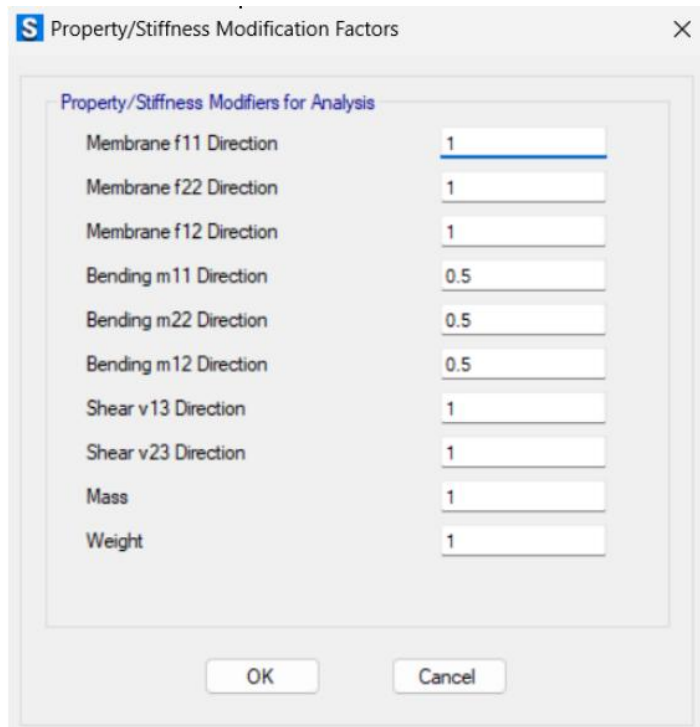 S Property/Stiffness Modification Factors
Property/Stiffness Modifiers for Analysis
Membrane f11 Direction 1
Membrane f22 Direction 1
Membrane f12 Direction 1
Bending m11 Direction 0.5
Bending m22 Direction 0.5
Bending m12 Direction 0.5
Shear v13 Direction 1
Shear v23 Direction 1
Mass 1
Weight 1
OK Cancel